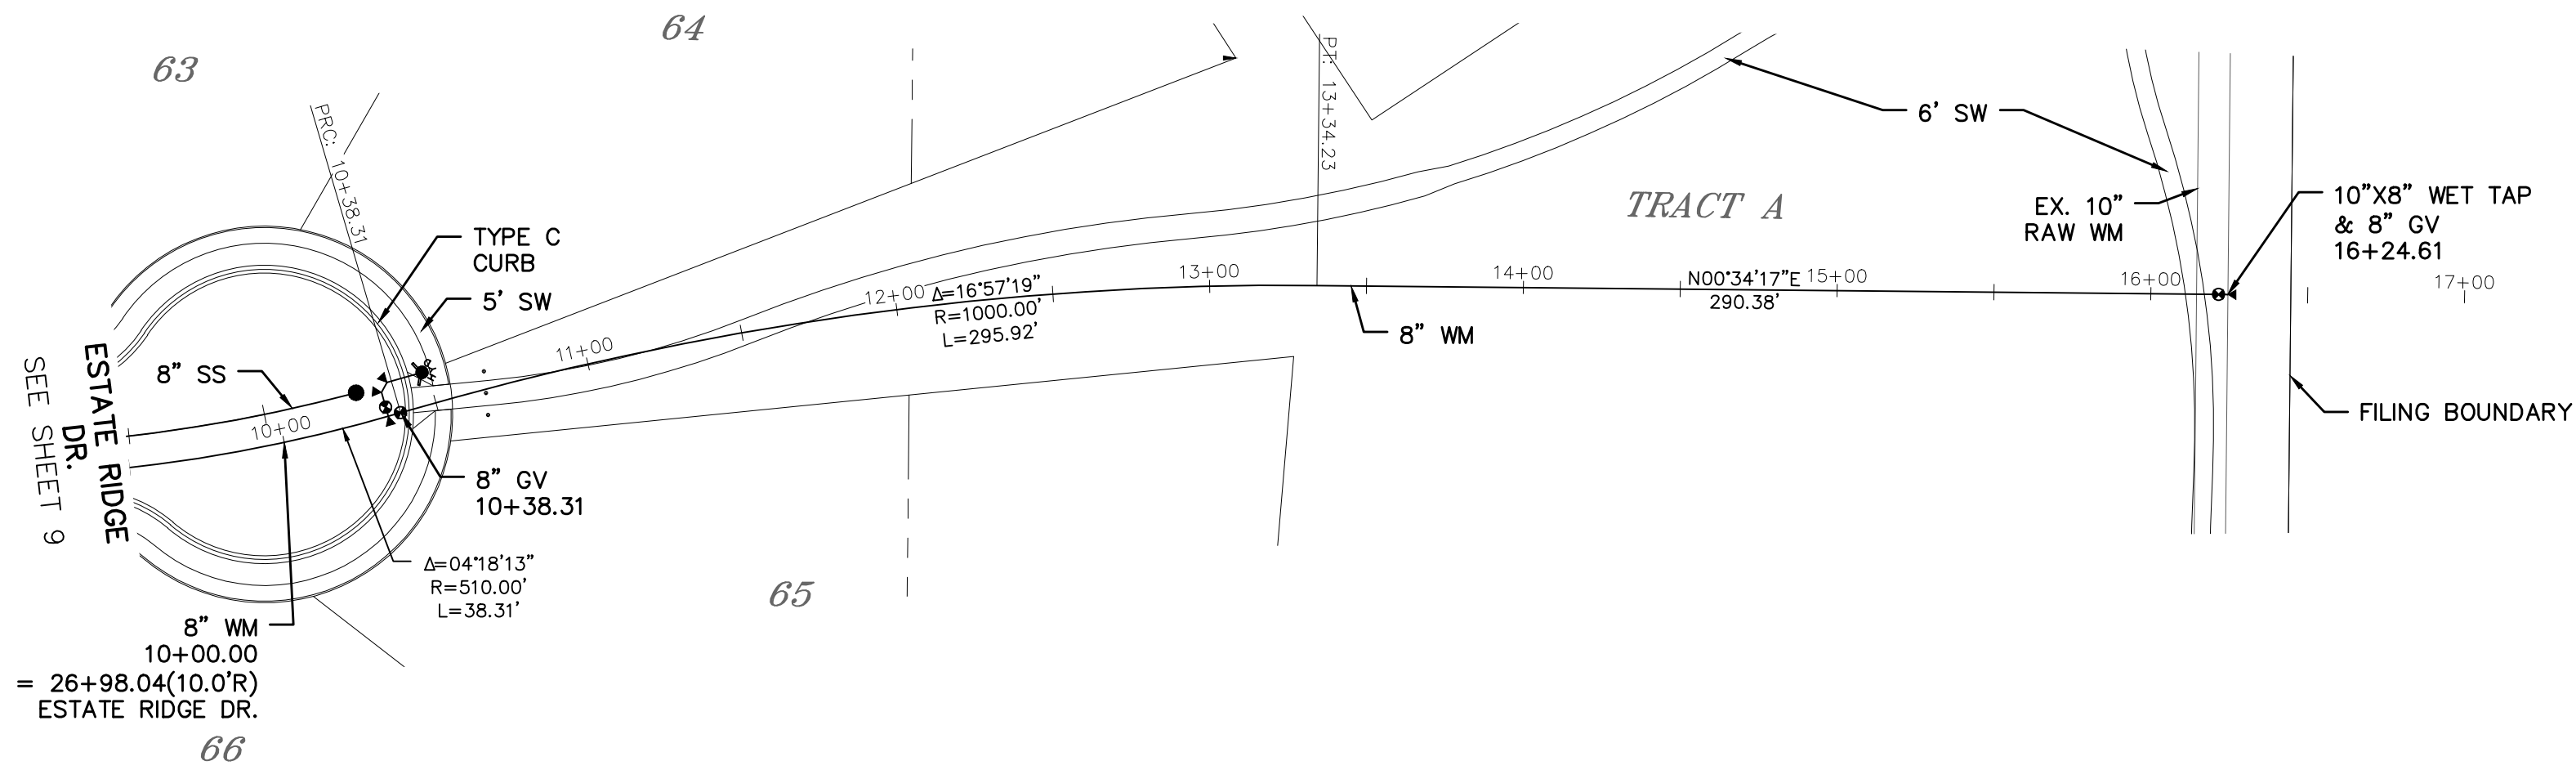 63
64
PRC: 10+38.31
PT: 13+34.23
TYPE C
CURB
5' SW
6' SW
TRACT A
EX. 10"
RAW WM
10"X8" WET TAP
& 8" GV
16+24.61
8" SS
10+00
11+00
12+00
13+00
14+00
15+00
16+00
17+00
Δ=16°57'19"
R=1000.00'
L=295.92'
N00°34'17"E
290.38'
8" WM
FILING BOUNDARY
ESTATE RIDGE
DR.
SEE SHEET 9
8" GV
10+38.31
Δ=04°18'13"
R=510.00'
L=38.31'
65
8" WM
10+00.00
= 26+98.04(10.0'R)
ESTATE RIDGE DR.
66